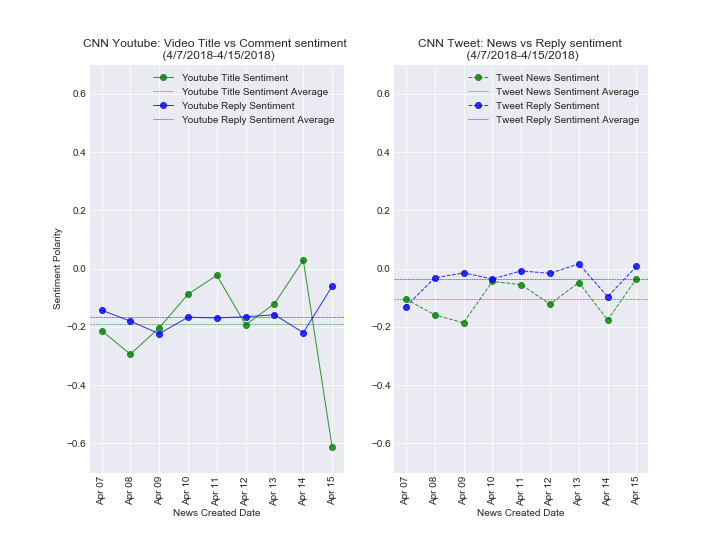 CNN Youtube: Video Title vs Comment sentiment
(4/7/2018-4/15/2018)
Youtube Title Sentiment
Youtube Title Sentiment Average
Youtube Reply Sentiment
Youtube Reply Sentiment Average
Sentiment Polarity
0.6
0.4
0.2
0.0
−0.2
−0.4
−0.6
Apr 07
Apr 08
Apr 09
Apr 10
Apr 11
Apr 12
Apr 13
Apr 14
Apr 15
News Created Date
CNN Tweet: News vs Reply sentiment
(4/7/2018-4/15/2018)
Tweet News Sentiment
Tweet News Sentiment Average
Tweet Reply Sentiment
Tweet Reply Sentiment Average
0.6
0.4
0.2
0.0
−0.2
−0.4
−0.6
Apr 07
Apr 08
Apr 09
Apr 10
Apr 11
Apr 12
Apr 13
Apr 14
Apr 15
News Created Date